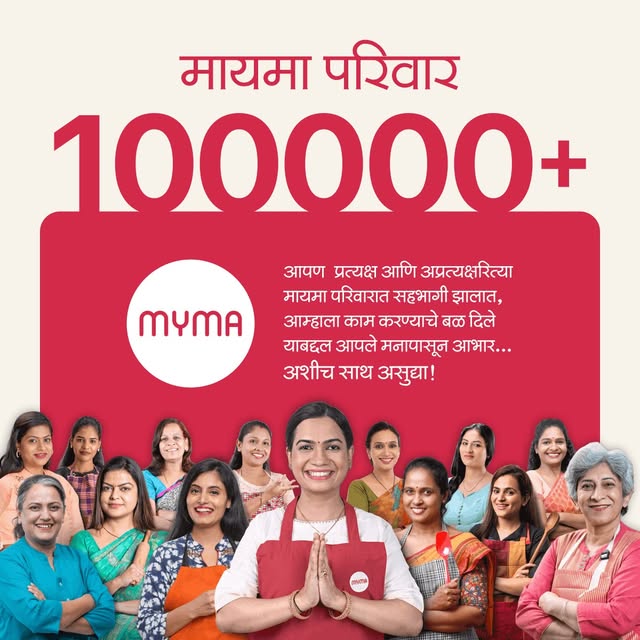 मायमा परिवार
100000+
MYMA
आपण प्रत्यक्ष आणि अप्रत्यक्षरित्या
मायमा परिवारात सहभागी झालात,
आम्हाला काम करण्याचे बळ दिले
याबद्दल आपले मनापासून आभार...
अशीच साथ असुद्या!
MYMA